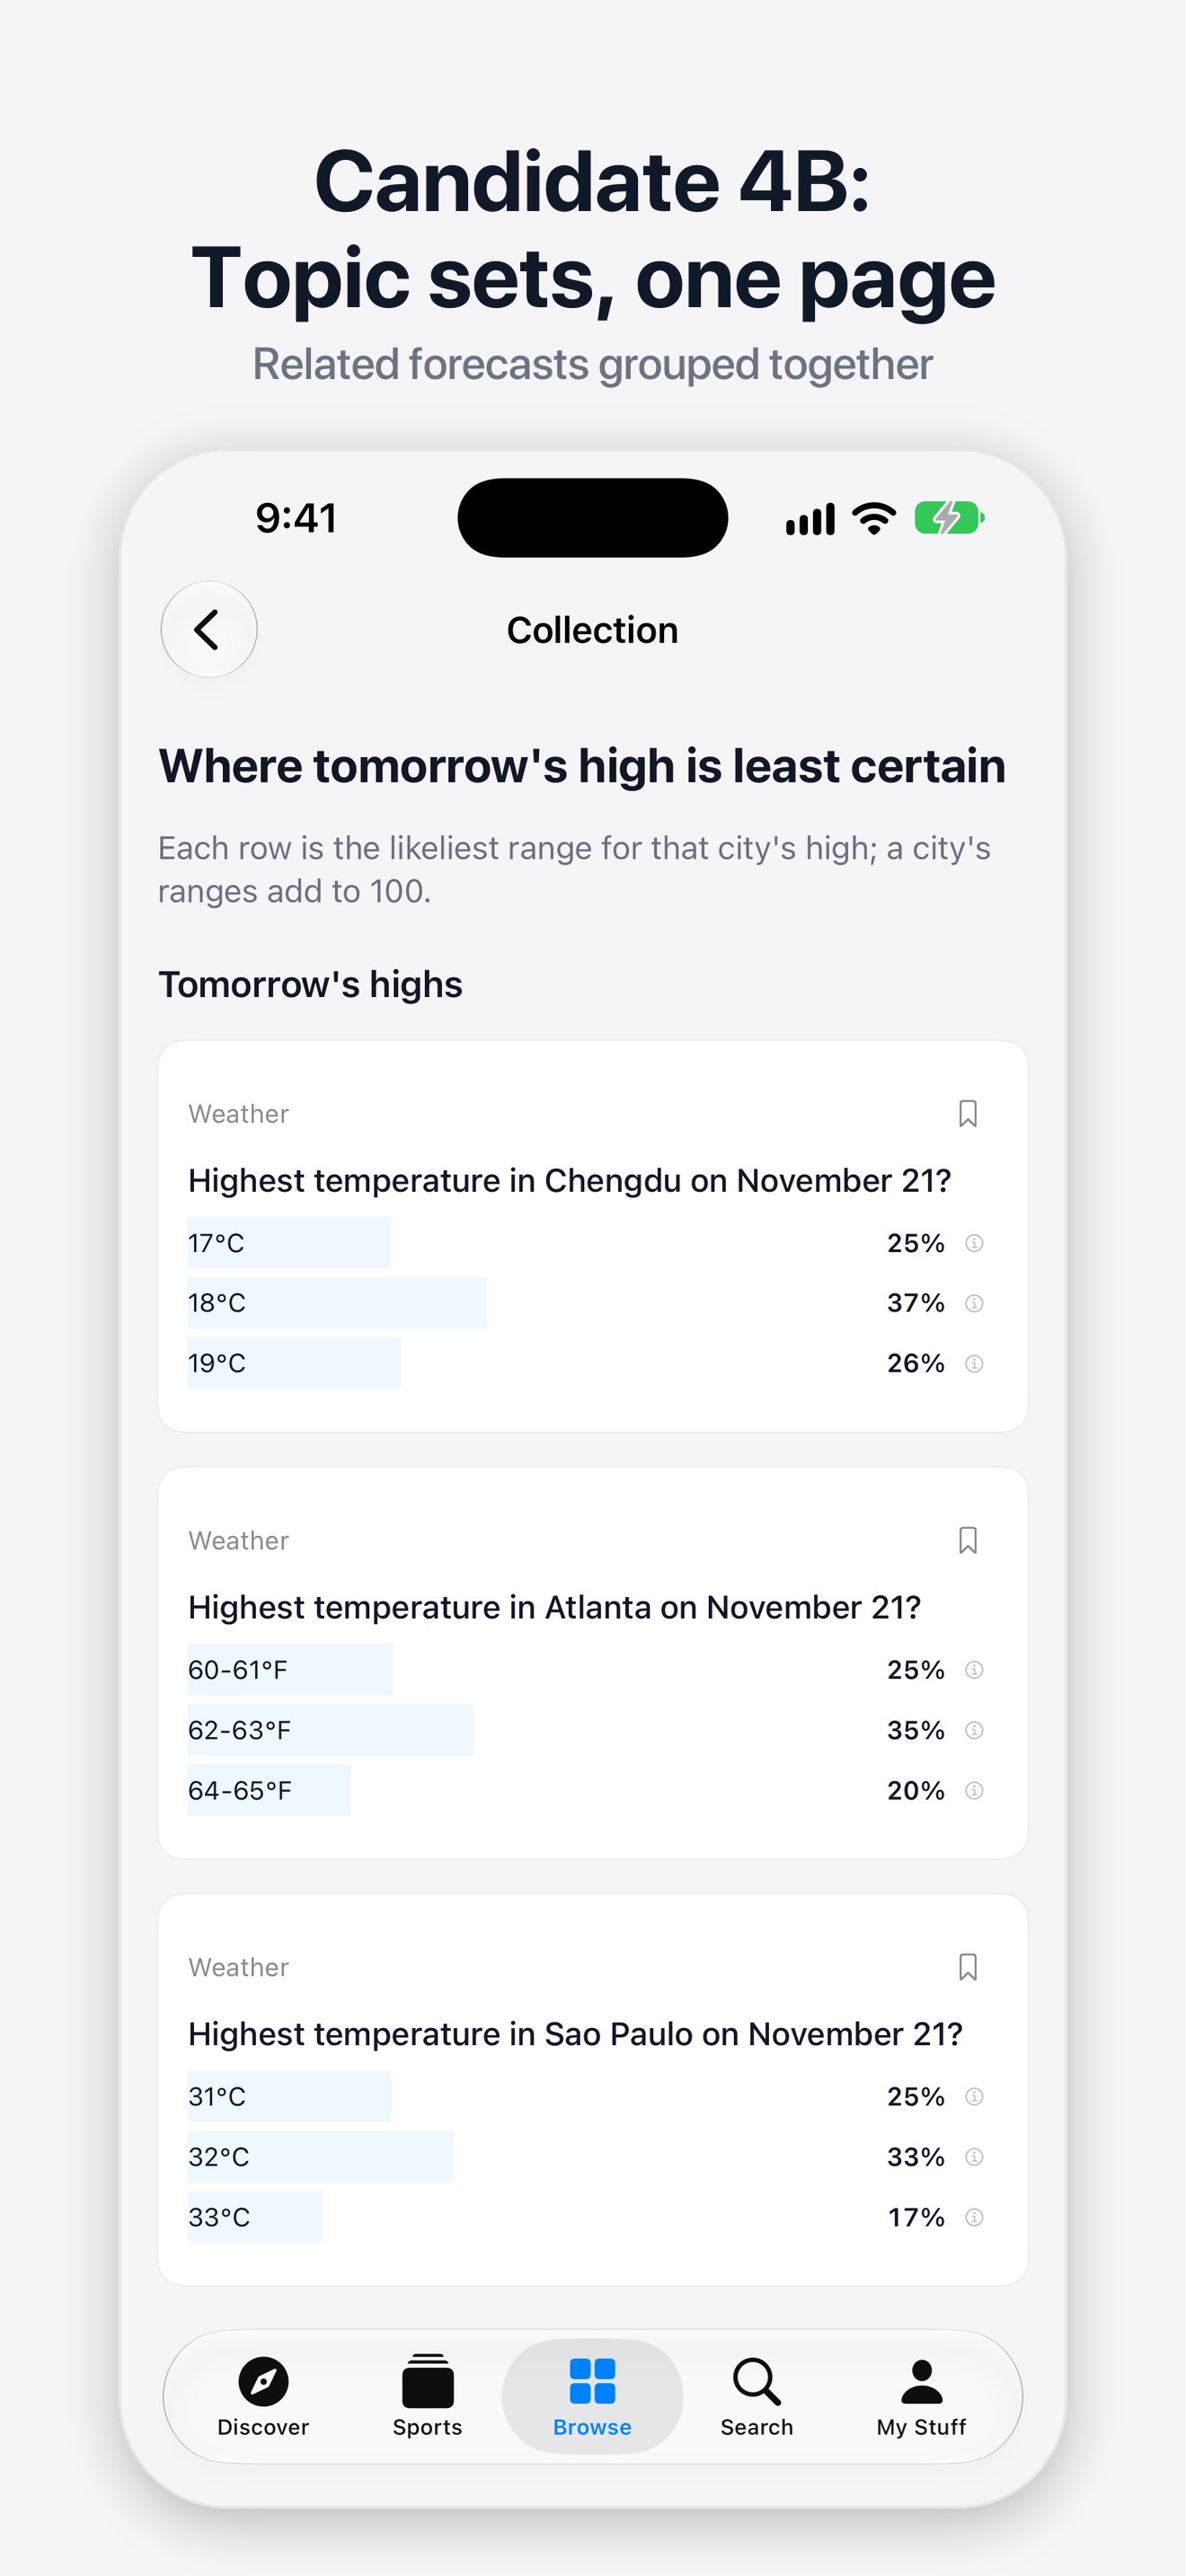 Candidate 4B:
Topic sets, one page
Related forecasts grouped together
9:41
Collection
Where tomorrow's high is least certain
Each row is the likeliest range for that city's high; a city's
ranges add to 100.
Tomorrow's highs
Weather
Highest temperature in Chengdu on November 21?
17°C 25%
18°C 37%
19°C 26%
Weather
Highest temperature in Atlanta on November 21?
60-61°F 25%
62-63°F 35%
64-65°F 20%
Weather
Highest temperature in Sao Paulo on November 21?
31°C 25%
32°C 33%
33°C 17%
Discover Sports Browse Search My Stuff